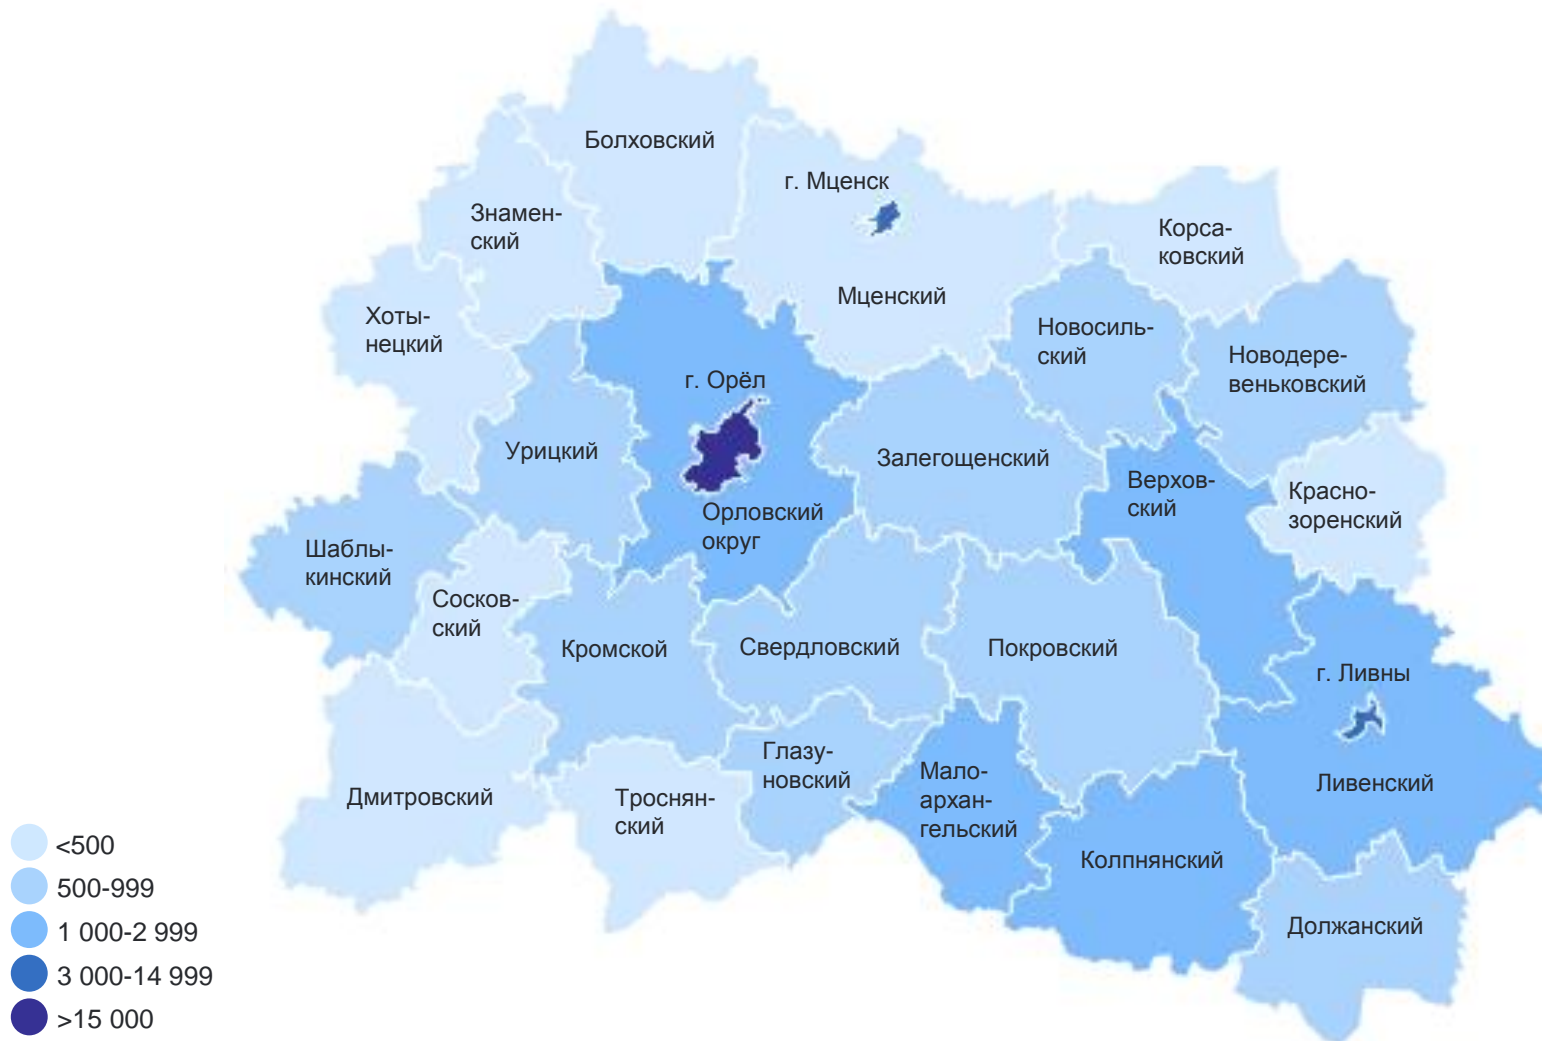 Болховский
г. Мценск
Знамен-
ский
Корса-
ковский
Мценский
Хоты-
нецкий
Новосиль-
ский
Новодере-
веньковский
г. Орёл
Урицкий
Залегощенский
Верхов-
ский
Красно-
зоренский
Орловский
округ
Шаблы-
кинский
Сосков-
ский
Кромской
Свердловский
Покровский
г. Ливны
Глазу-
новский
Мало-
архан-
гельский
Ливенский
Дмитровский
Троснян-
ский
Колпнянский
Должанский
<500
500-999
1 000-2 999
3 000-14 999
>15 000